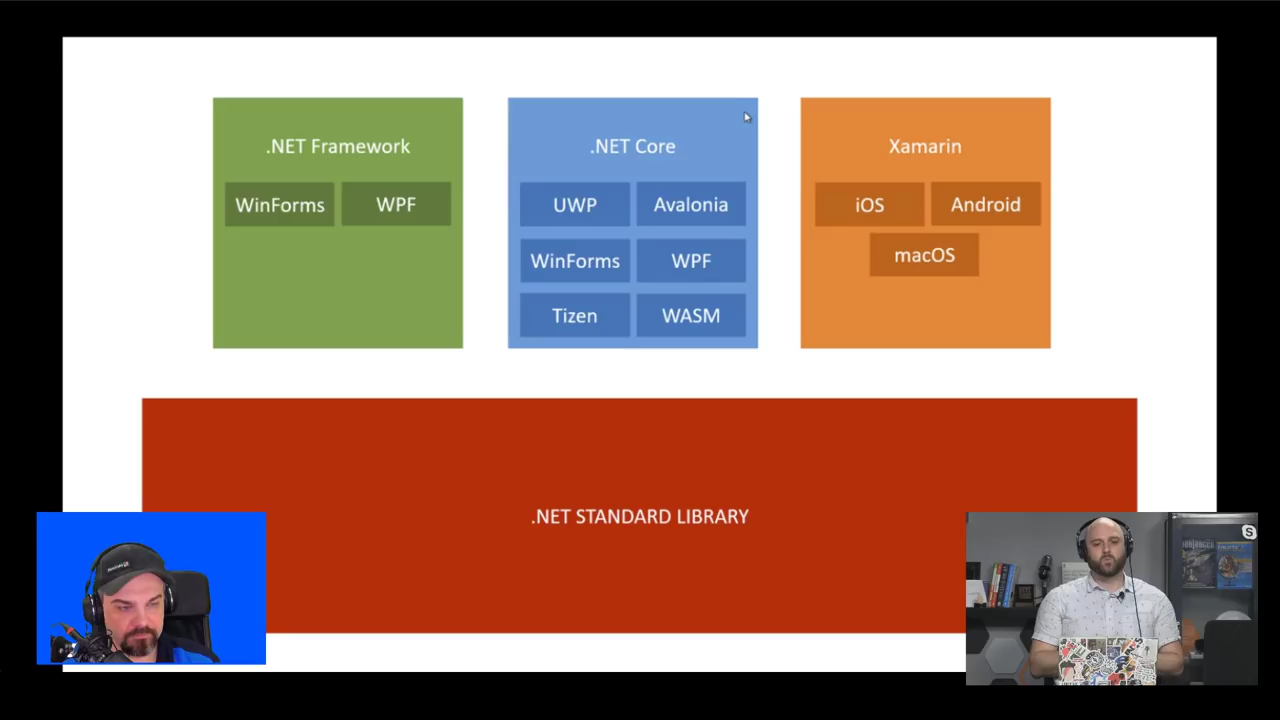 .NET Framework
WinForms WPF
.NET Core
UWP Avalonia
WinForms WPF
Tizen WASM
Xamarin
iOS Android
macOS
.NET STANDARD LIBRARY
S